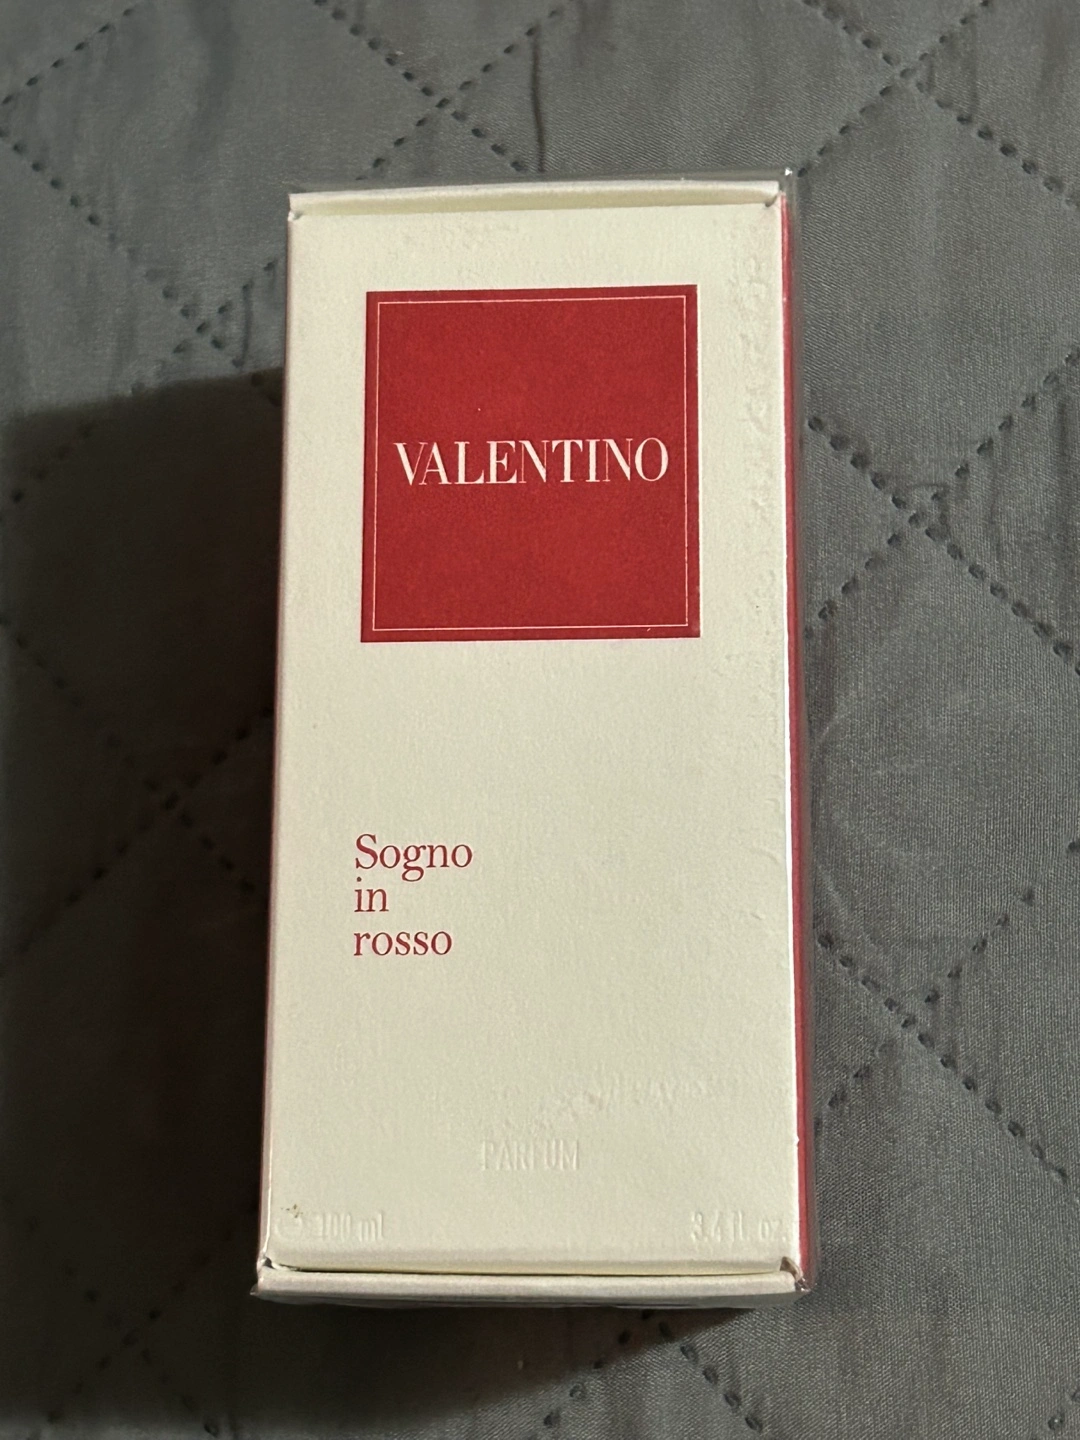 VALENTINO
Sogno
in
rosso
PARFUM
100 ml
3.4 fl. oz.